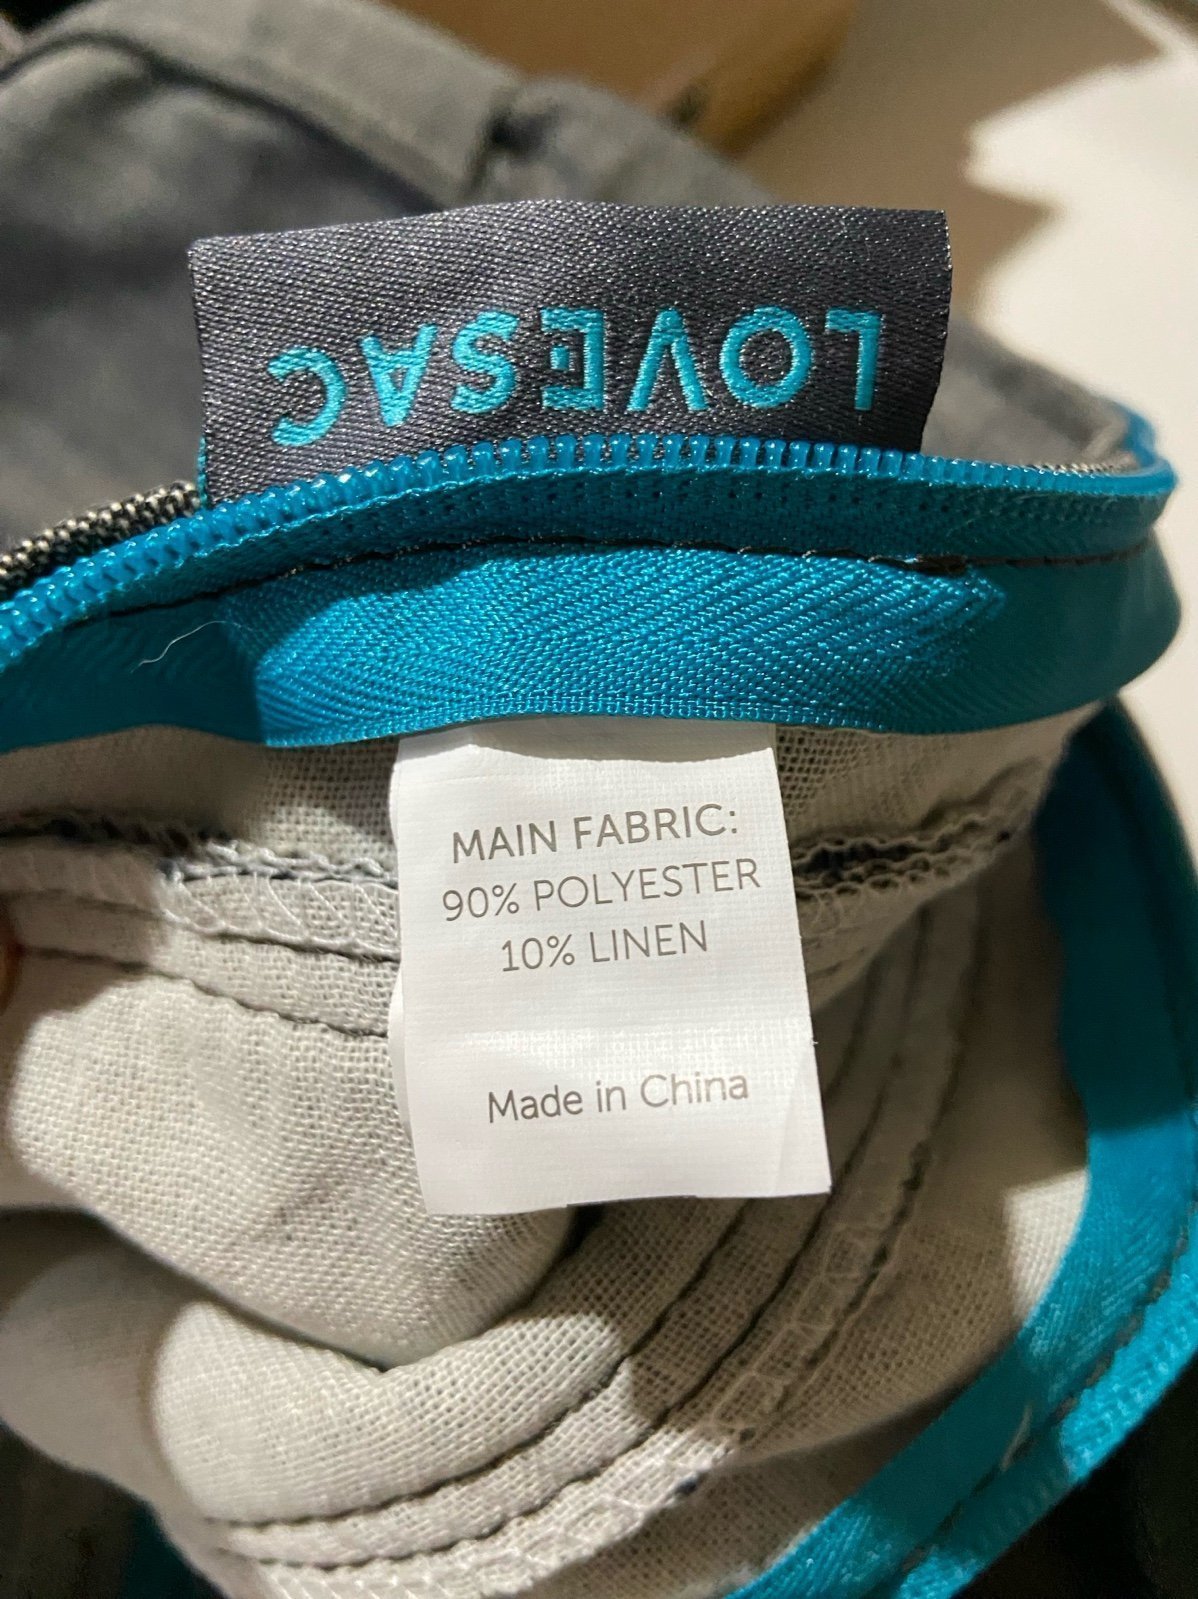 LOVESAC
MAIN FABRIC:
90% POLYESTER
10% LINEN
Made in China